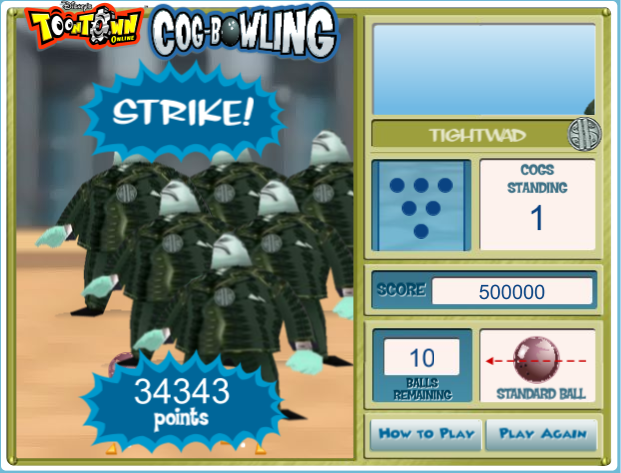 Disney's
TOONTOWN
ONLINE
COG-BOWLING
STRIKE!
34343
points
TIGHTWAD
COGS
STANDING
1
SCORE 500000
10
BALLS
REMAINING
STANDARD BALL
HOW TO PLAY
PLAY AGAIN